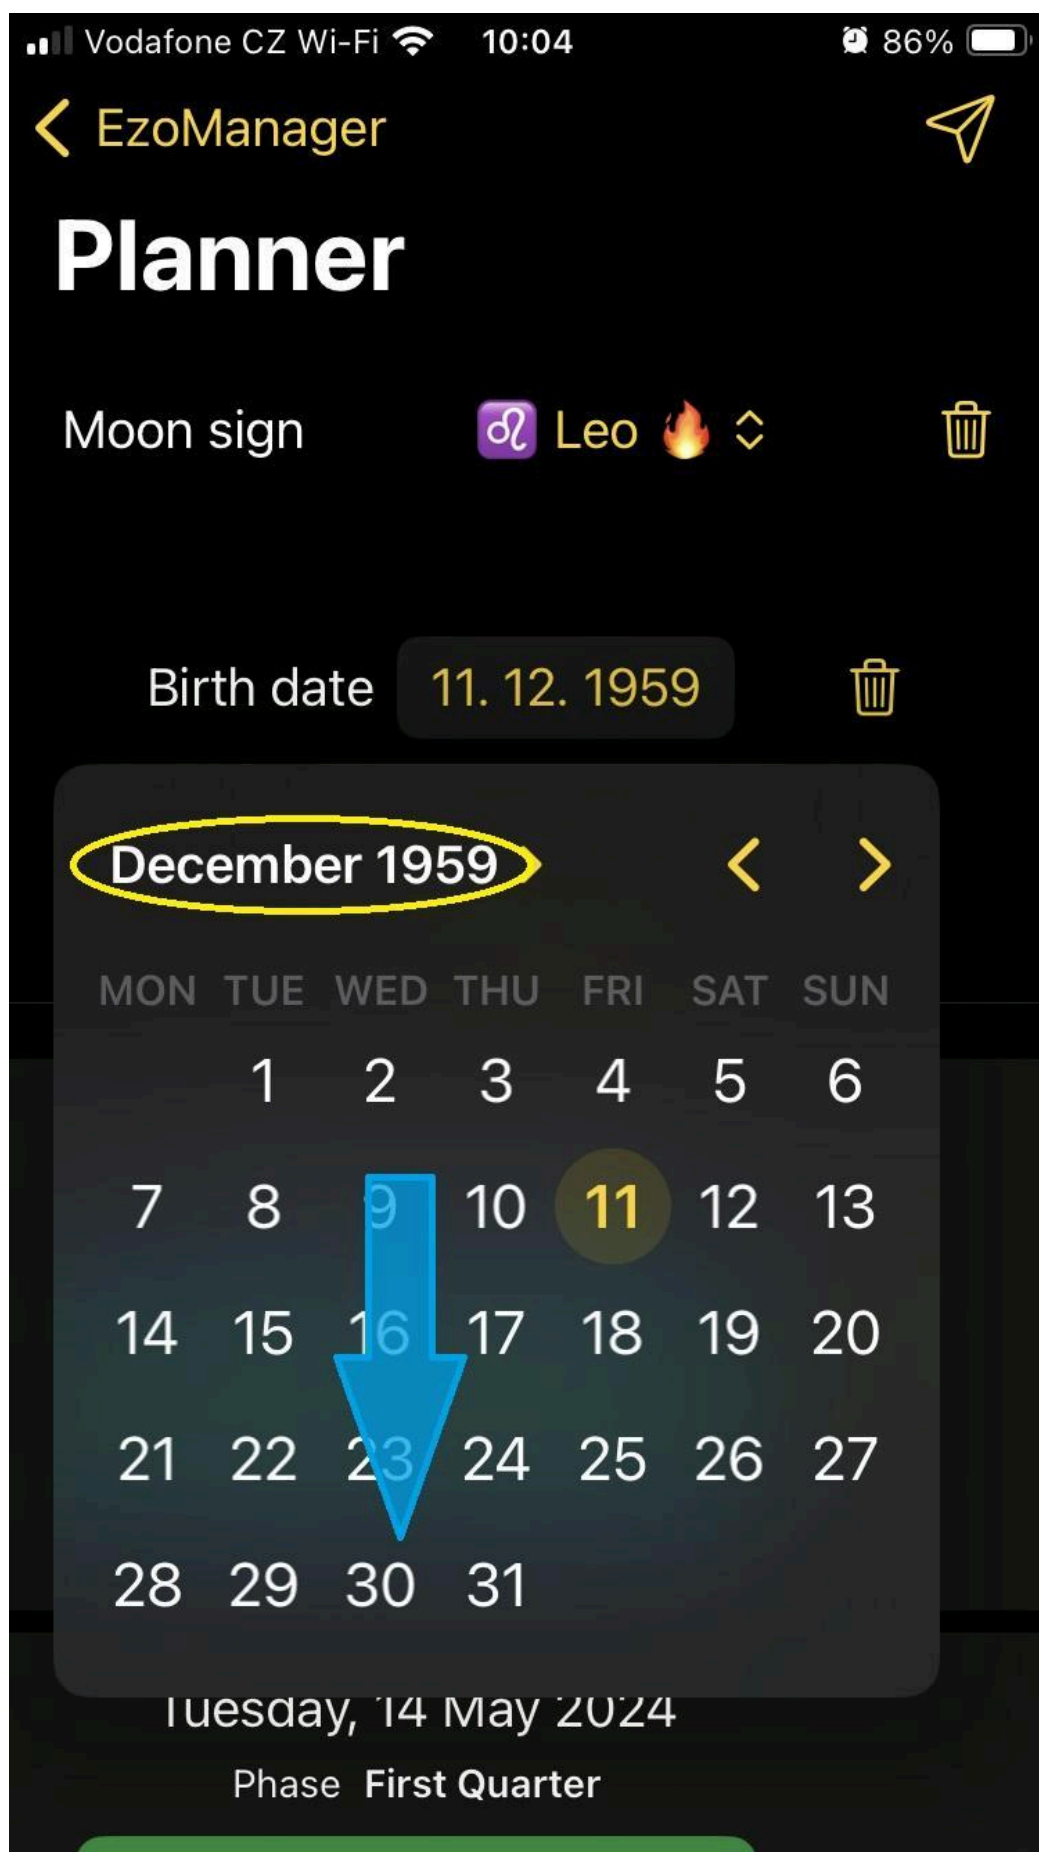 Vodafone CZ Wi-Fi 10:04 86%
EzoManager
Planner
Moon sign ♌ Leo 🔥
Birth date 11. 12. 1959
December 1959
MON TUE WED THU FRI SAT SUN
1 2 3 4 5 6
7 8 9 10 11 12 13
14 15 16 17 18 19 20
21 22 23 24 25 26 27
28 29 30 31
Tuesday, 14 May 2024
Phase First Quarter